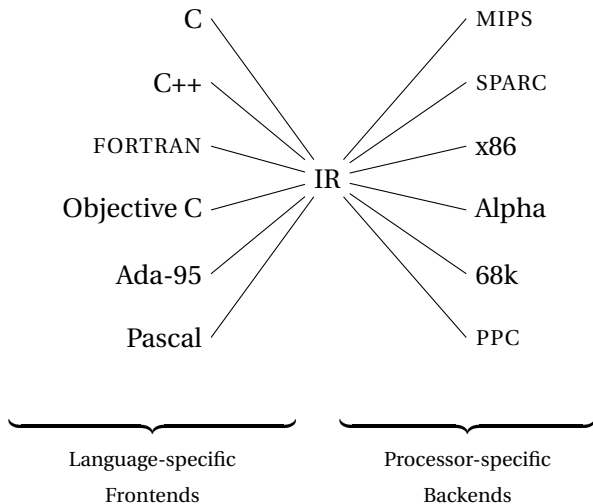 C
C++
FORTRAN
Objective C
Ada-95
Pascal
IR
MIPS
SPARC
x86
Alpha
68k
PPC
Language-specific
Frontends
Processor-specific
Backends